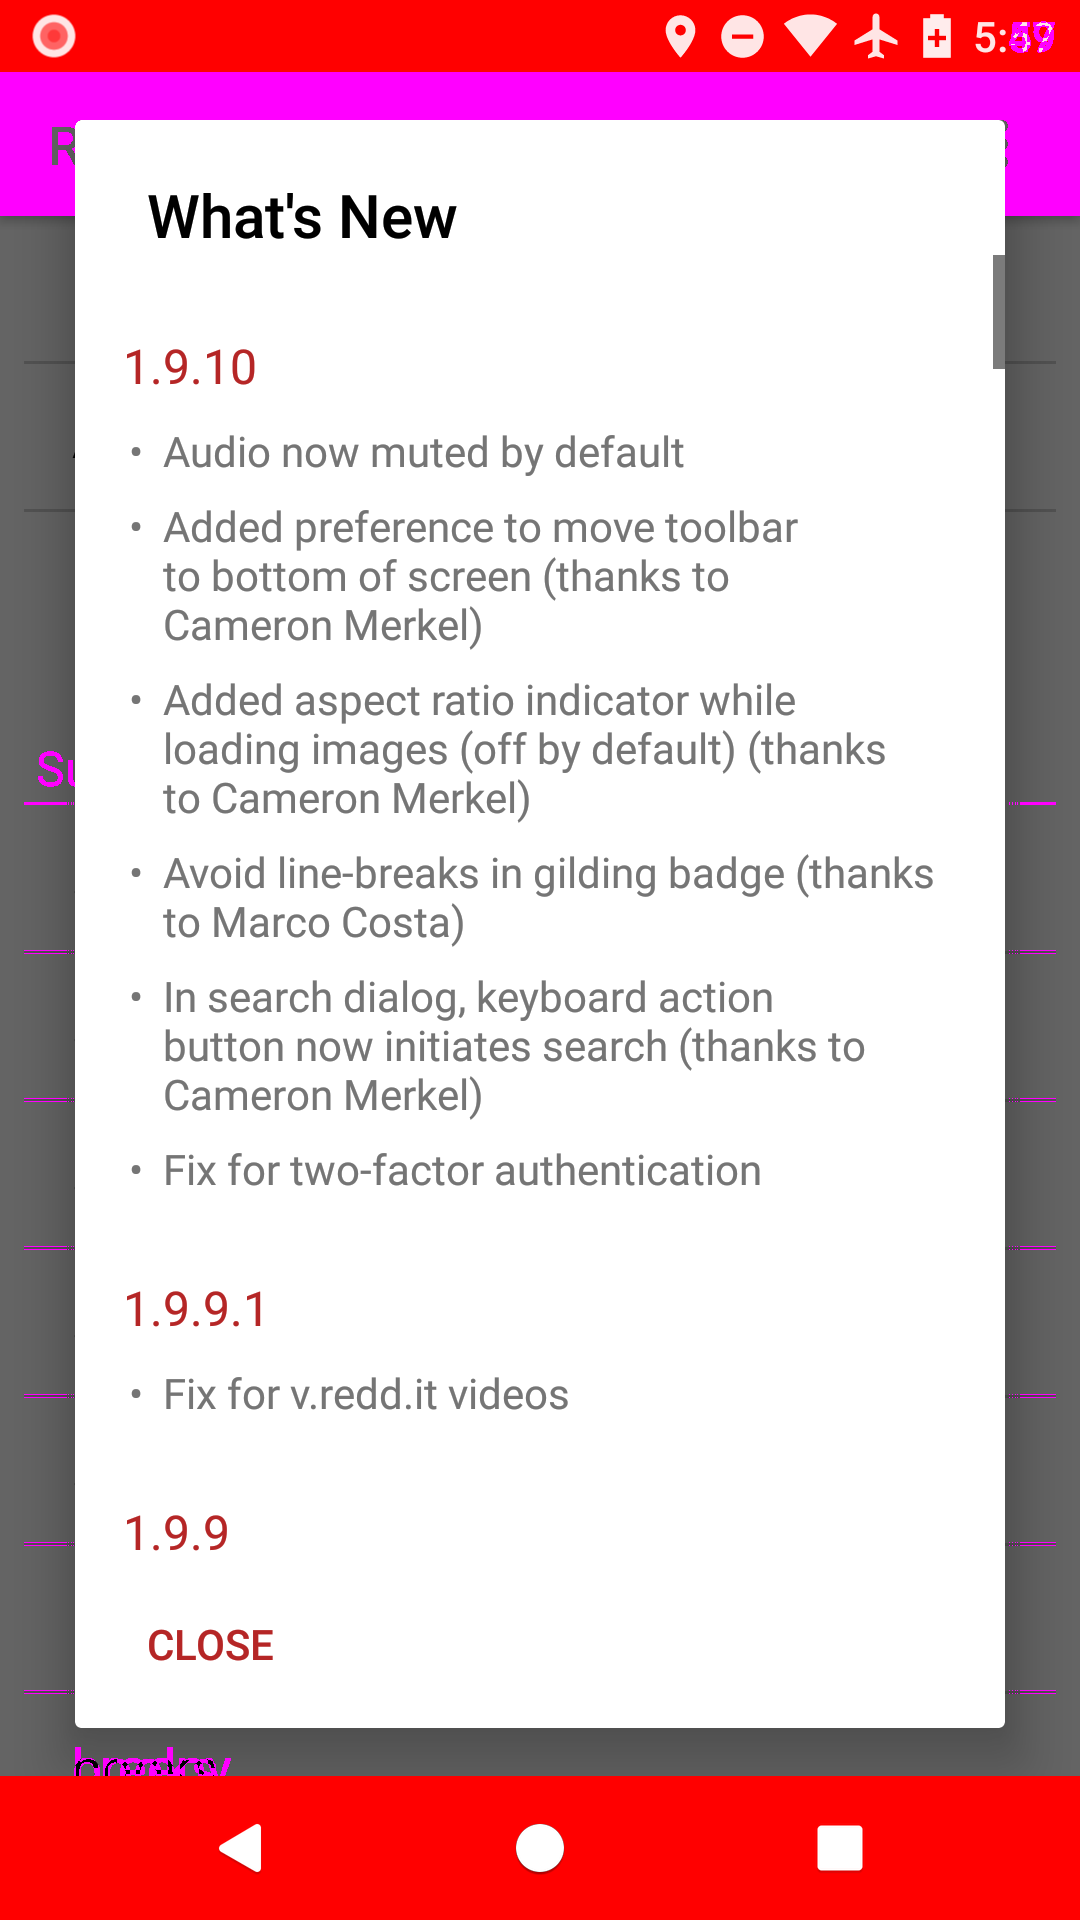 What's New
1.9.10
• Audio now muted by default
• Added preference to move toolbar
to bottom of screen (thanks to
Cameron Merkel)
• Added aspect ratio indicator while
loading images (off by default) (thanks
to Cameron Merkel)
• Avoid line-breaks in gilding badge (thanks
to Marco Costa)
• In search dialog, keyboard action
button now initiates search (thanks to
Cameron Merkel)
• Fix for two-factor authentication
1.9.9.1
• Fix for v.redd.it videos
1.9.9
CLOSE